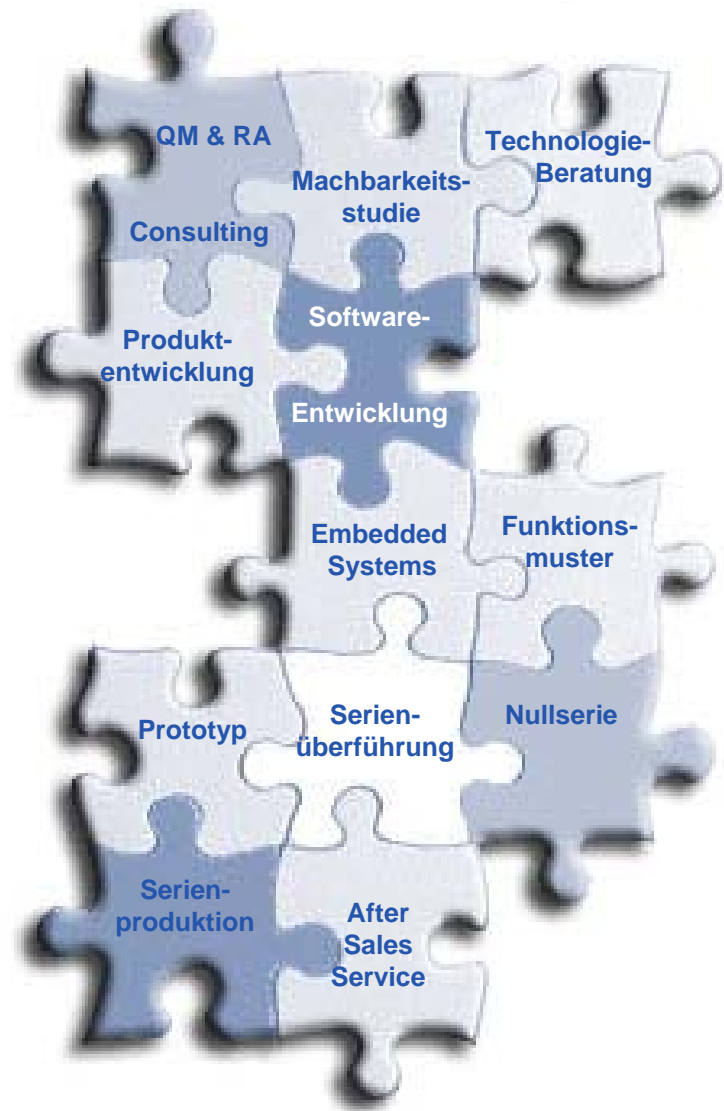 QM & RA
Consulting
Machbarkeits-
studie
Technologie-
Beratung
Produkt-
entwicklung
Software-
Entwicklung
Embedded
Systems
Funktions-
muster
Prototyp
Serien-
überführung
Nullserie
Serien-
produktion
After
Sales
Service